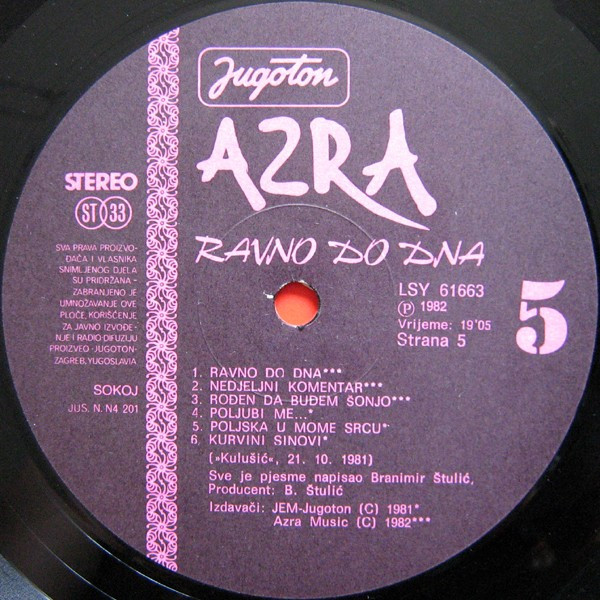 Jugoton
AZRA
RAVNO DO DNA
STEREO
ST 33
SVA PRAVA PROIZVO-
ĐAČA I VLASNIKA
SNIMLJENOG DJELA
SU PRIDRŽANA -
ZABRANJENO JE
UMNOŽAVANJE OVE
PLOČE, KORIŠĆENJE
ZA JAVNO IZVOĐE-
NJE I RADIO-DIFUZIJU
PROIZVEO »JUGOTON«
ZAGREB, YUGOSLAVIA
SOKOJ
JUS. N. N4 201
LSY 61663
Ⓟ 1982
Vrijeme: 19'05
Strana 5
5
1. RAVNO DO DNA***
2. NEDJELJNI KOMENTAR***
3. ROĐEN DA BUDEM ŠONJO***
4. POLJUBI ME...*
5. POLJSKA U MOME SRCU*
6. KURVINI SINOVI*
(»Kulušić«, 21. 10. 1981)
Sve je pjesme napisao Branimir Štulić,
Producent: B. Štulić
Izdavači: JEM-Jugoton (C) 1981*
Azra Music (C) 1982***